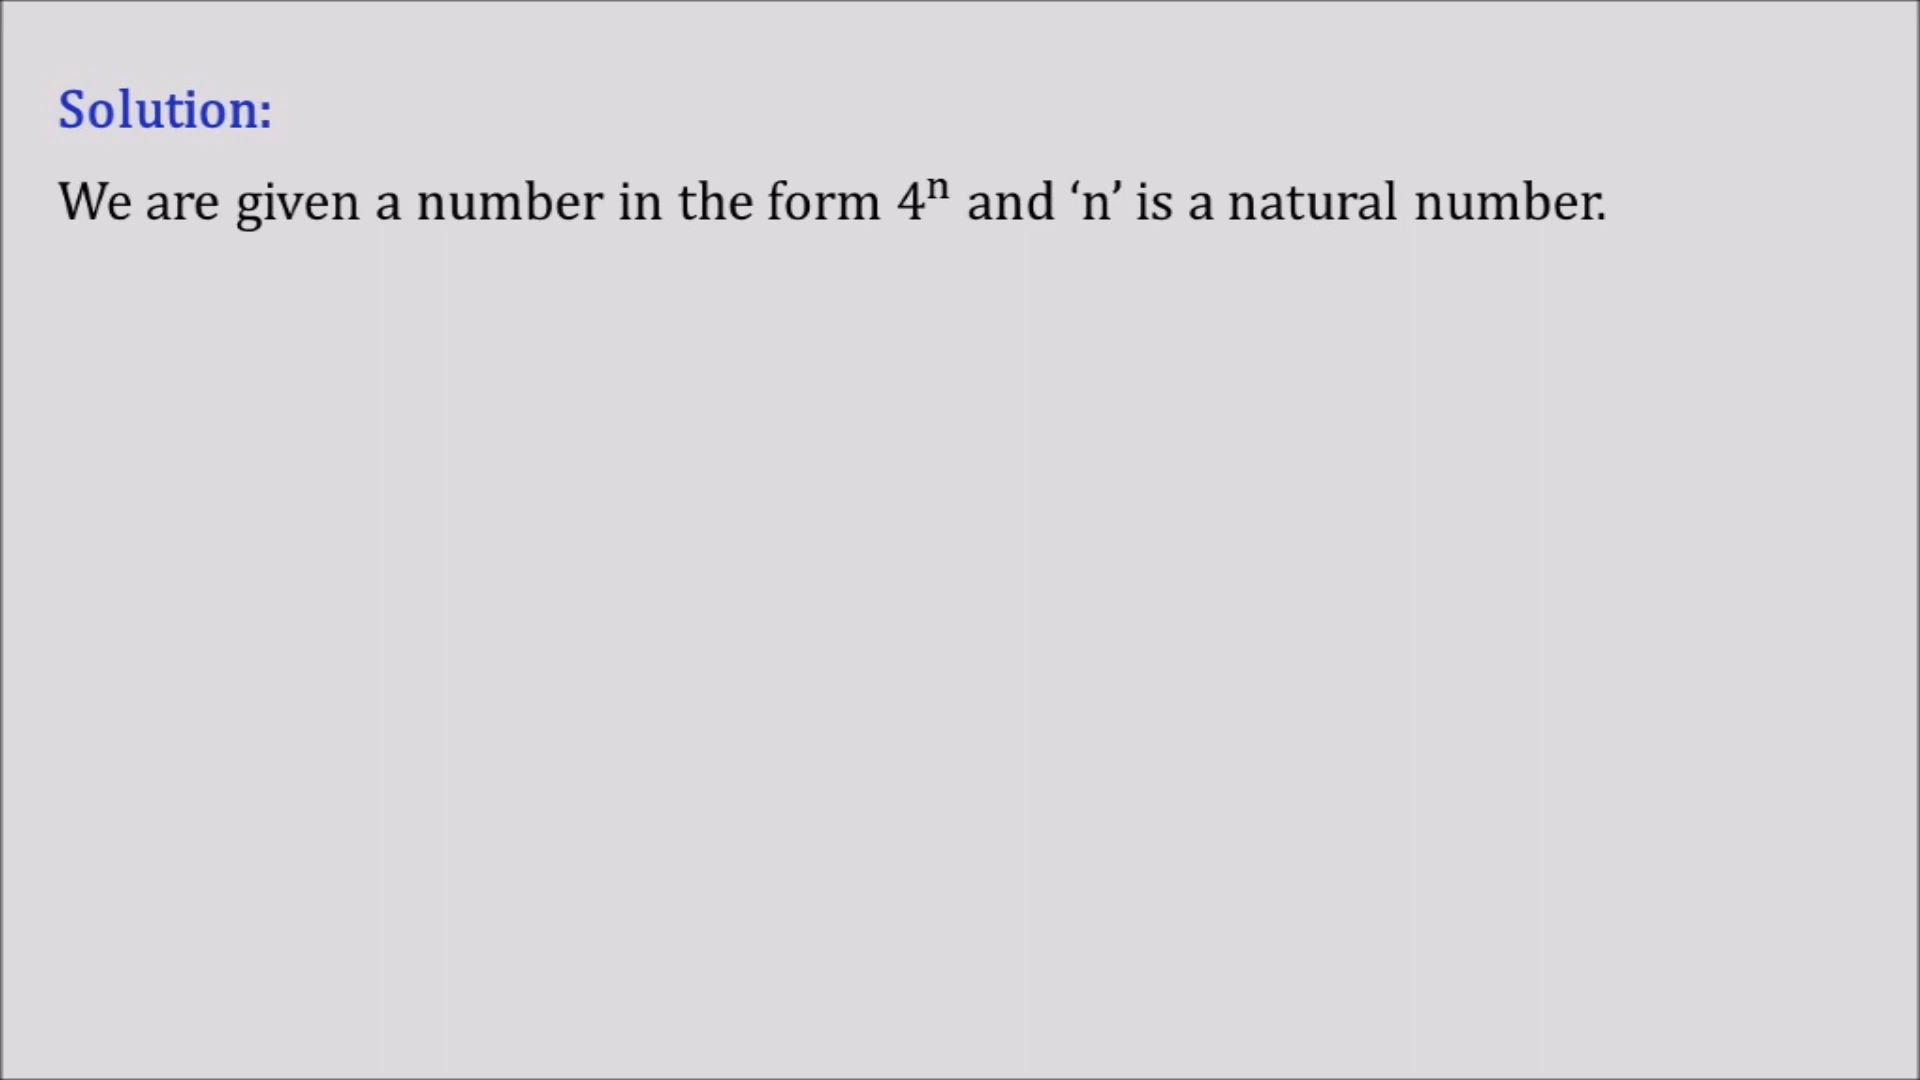 Solution:
We are given a number in the form 4ⁿ and ‘n’ is a natural number.